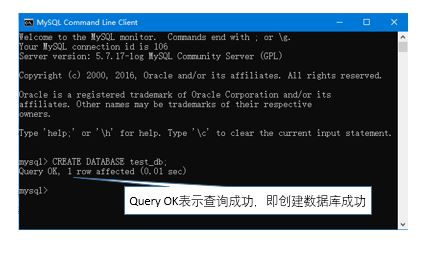 MySQL Command Line Client
Welcome to the MySQL monitor.  Commands end with ; or \g.
Your MySQL connection id is 106
Server version: 5.7.17-log MySQL Community Server (GPL)
Copyright (c) 2000, 2016, Oracle and/or its affiliates. All rights reserved.
Oracle is a registered trademark of Oracle Corporation and/or its
affiliates. Other names may be trademarks of their respective
owners.
Type 'help;' or '\h' for help. Type '\c' to clear the current input statement.
mysql> CREATE DATABASE test_db;
Query OK, 1 row affected (0.01 sec)
mysql>
Query OK表示查询成功，即创建数据库成功